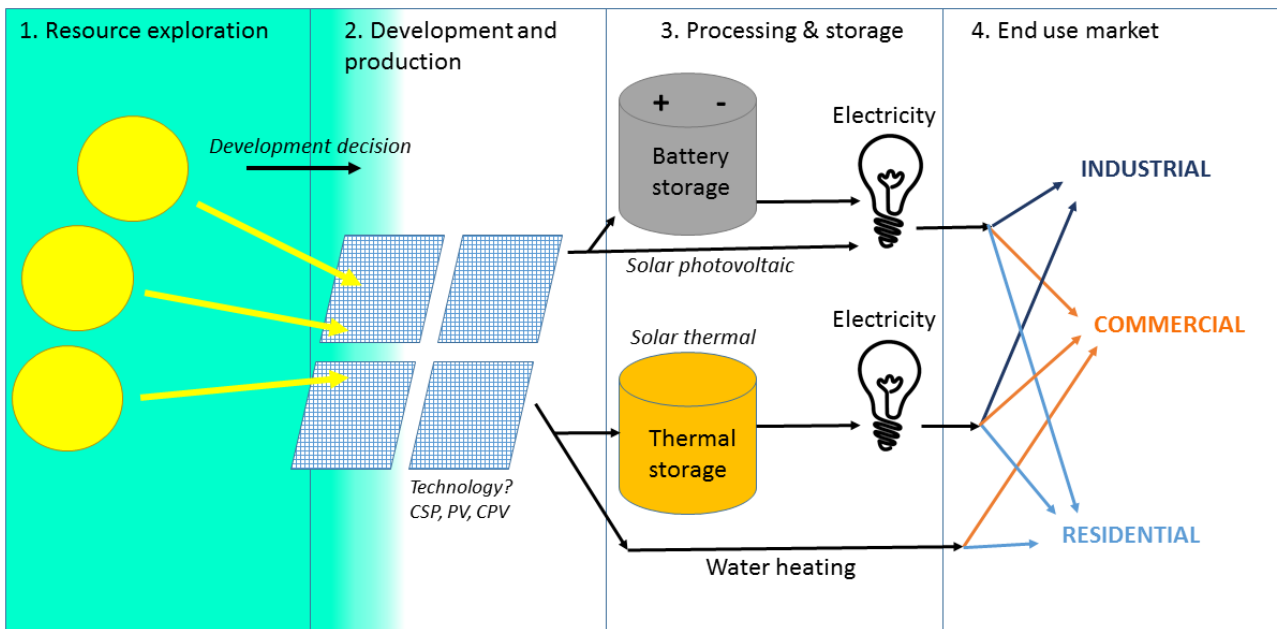 1. Resource exploration
2. Development and
production
3. Processing & storage
4. End use market
Development decision
+ -
Battery
storage
Electricity
Solar photovoltaic
INDUSTRIAL
Solar thermal
Electricity
COMMERCIAL
Thermal
storage
Technology?
CSP, PV, CPV
RESIDENTIAL
Water heating